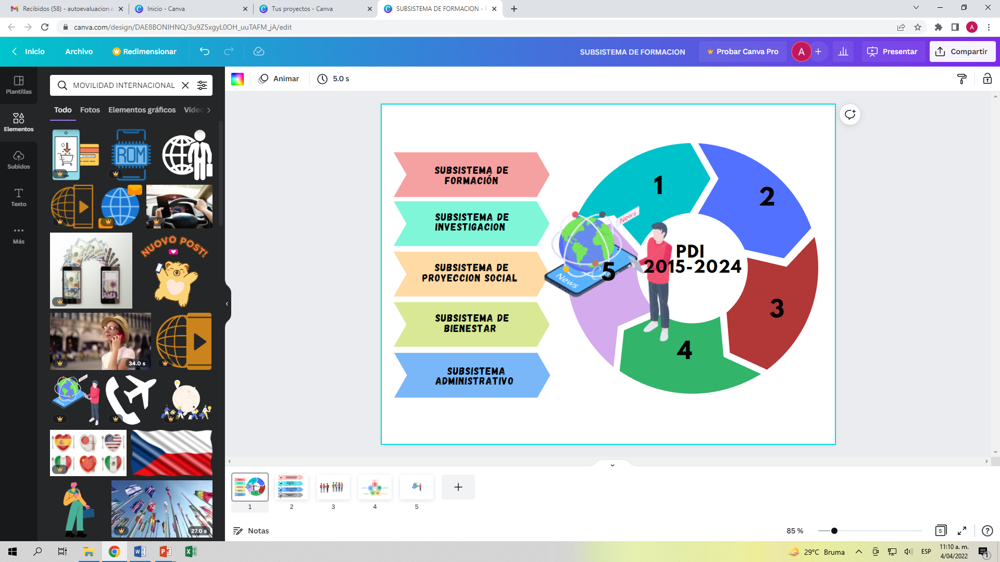 Recibidos (58) - autoevaluacion.e
Inicio - Canva
Tus proyectos - Canva
SUBSISTEMA DE FORMACION - P
canva.com/design/DAE8BONIHNQ/3u9Z5xgyL0OH_uuTAFM_jA/edit
A
Inicio
Archivo
Redimensionar
SUBSISTEMA DE FORMACION
Probar Canva Pro
A
Presentar
Compartir
Plantillas
Elementos
Subidos
Texto
Más
MOVILIDAD INTERNACIONAL
Todo
Fotos
Elementos gráficos
Vídeo
ROM
NUOVO POST!
34.0 s
News
27.0 s
Animar
5.0 s
SUBSISTEMA DE
FORMACIÓN
SUBSISTEMA DE
INVESTIGACION
SUBSISTEMA DE
PROYECCION SOCIAL
SUBSISTEMA DE
BIENESTAR
SUBSISTEMA
ADMINISTRATIVO
1
2
3
4
5
News
News
PDI
2015-2024
1
2
3
4
5
Notas
85 %
5
29°C Bruma
ESP
11:10 a. m.
4/04/2022
1